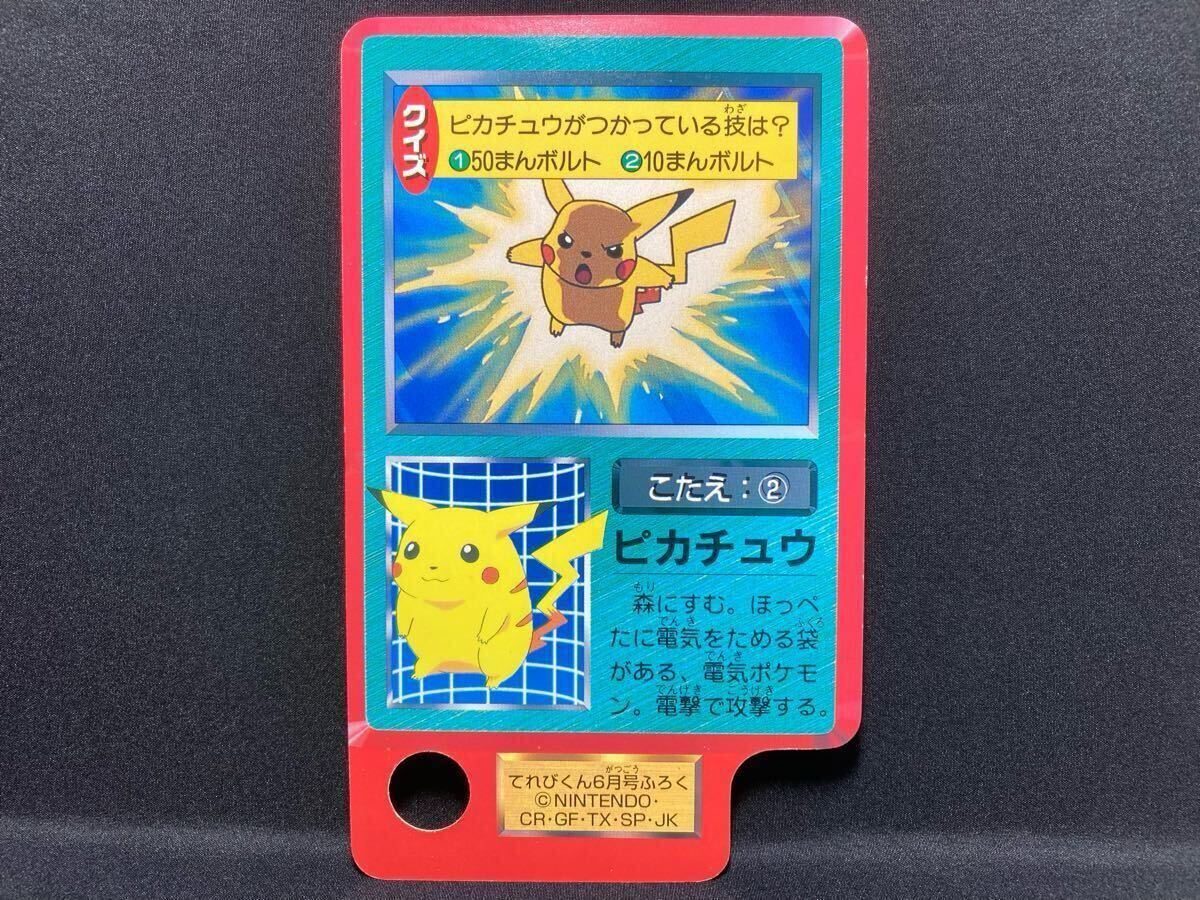 クイズ
ピカチュウがつかっている技は?
わざ
①50まんボルト ②10まんボルト
こたえ:②
ピカチュウ
もり
森にすむ。ほっぺ
でんき ふくろ
たに電気をためる袋
でんき
がある、電気ポケモ
でんげき こうげき
ン。電撃で攻撃する。
がつごう
てれびくん6月号ふろく
©NINTENDO・
CR・GF・TX・SP・JK